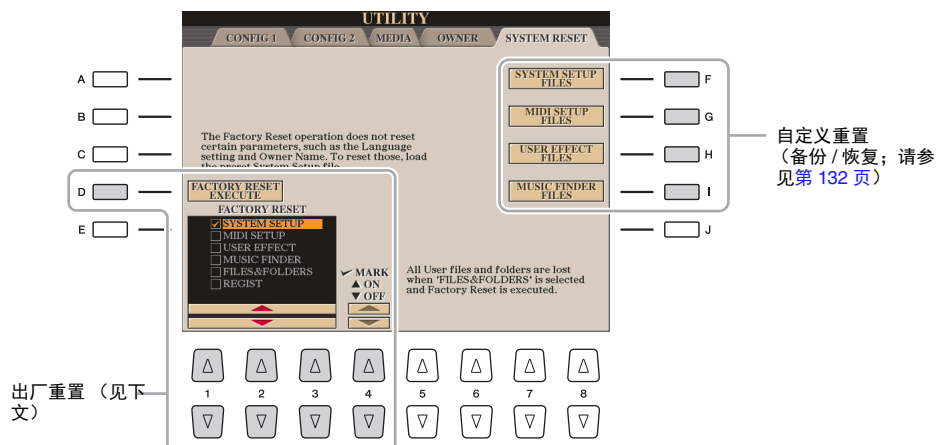 UTILITY
CONFIG 1 CONFIG 2 MEDIA OWNER SYSTEM RESET
A
B
C
D
E
The Factory Reset operation does not reset
certain parameters, such as the Language
setting and Owner Name. To reset those, load
the preset System Setup file.
FACTORY RESET
EXECUTE
FACTORY RESET
SYSTEM SETUP
MIDI SETUP
USER EFFECT
MUSIC FINDER
FILES&FOLDERS
REGIST
MARK
▲ ON
▼ OFF
SYSTEM SETUP
FILES
MIDI SETUP
FILES
USER EFFECT
FILES
MUSIC FINDER
FILES
All User files and folders are lost
when 'FILES&FOLDERS' is selected
and Factory Reset is executed.
F
G
H
I
J
自定义重置
（备份 / 恢复；请参
见第 132 页）
出厂重置 （见下
文）
1 2 3 4 5 6 7 8